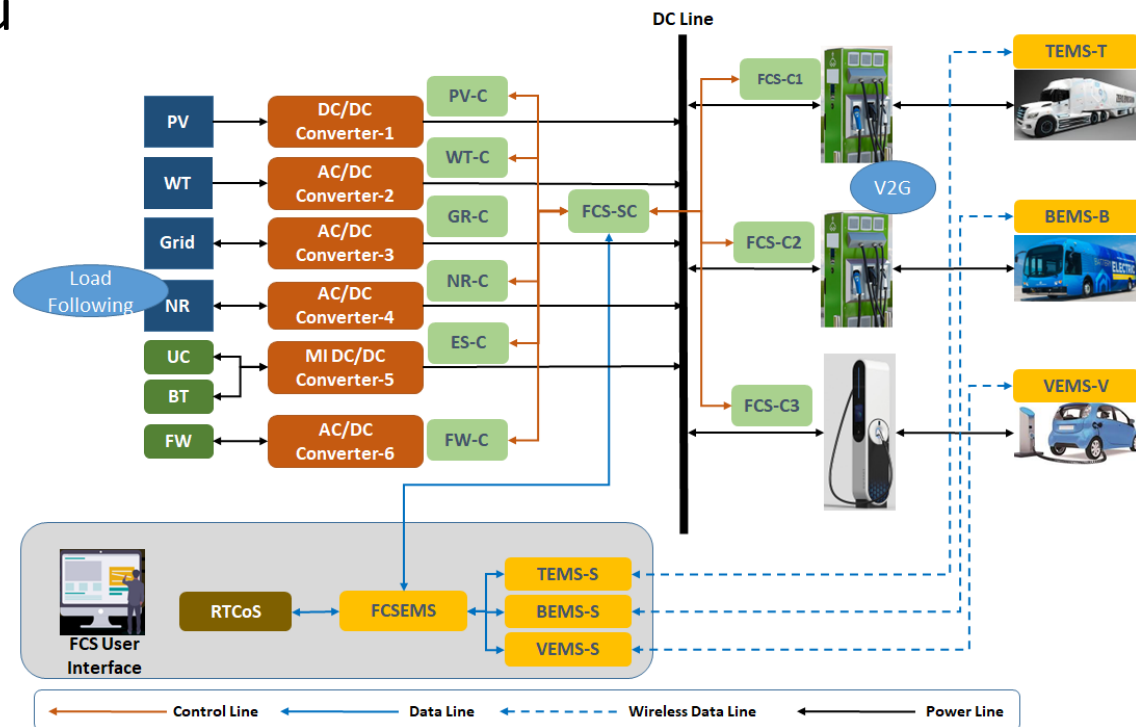 DC Line
TEMS-T
FCS-C1
PV-C
PV
DC/DC
Converter-1
WT-C
WT
AC/DC
Converter-2
V2G
GR-C
FCS-SC
BEMS-B
Grid
AC/DC
Converter-3
FCS-C2
ELECTRIC
Load
Following
NR-C
NR
AC/DC
Converter-4
ES-C
UC
BT
MI DC/DC
Converter-5
VEMS-V
FCS-C3
FW
AC/DC
Converter-6
FW-C
TEMS-S
RTCoS
FCSEMS
BEMS-S
VEMS-S
FCS User
Interface
Control Line
Data Line
Wireless Data Line
Power Line